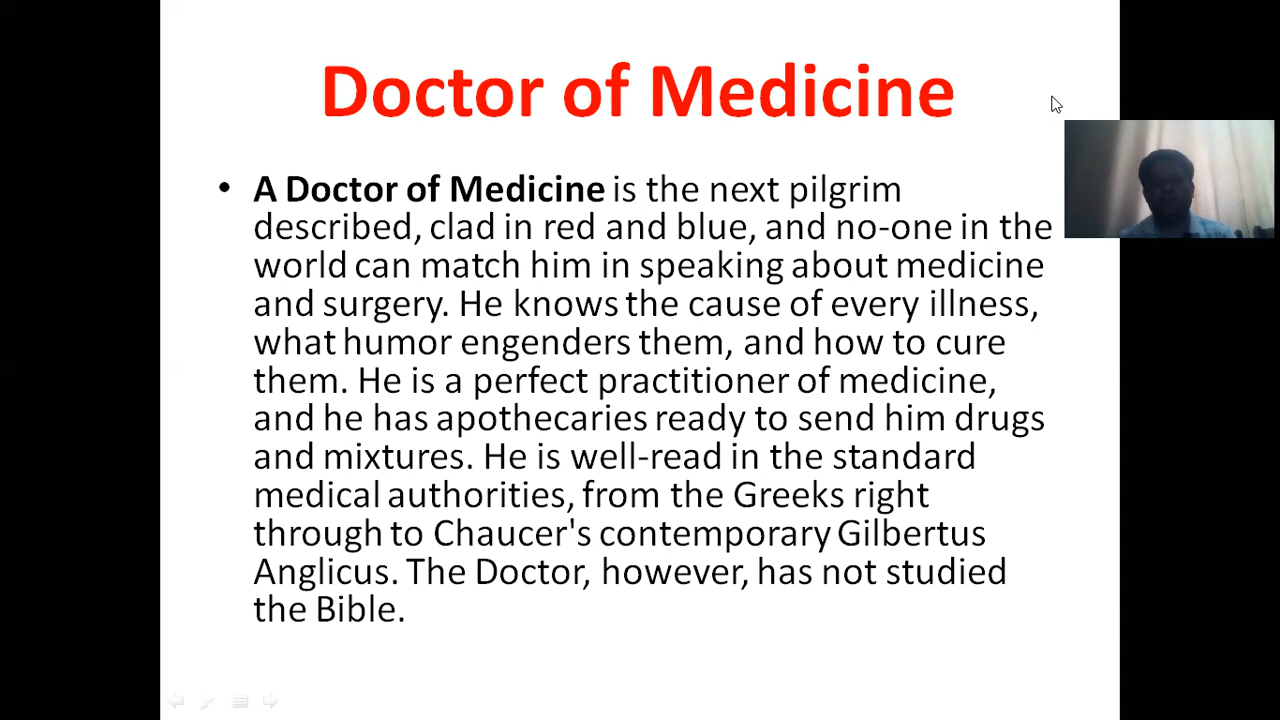 Doctor of Medicine
• A Doctor of Medicine is the next pilgrim
described, clad in red and blue, and no-one in the
world can match him in speaking about medicine
and surgery. He knows the cause of every illness,
what humor engenders them, and how to cure
them. He is a perfect practitioner of medicine,
and he has apothecaries ready to send him drugs
and mixtures. He is well-read in the standard
medical authorities, from the Greeks right
through to Chaucer's contemporary Gilbertus
Anglicus. The Doctor, however, has not studied
the Bible.